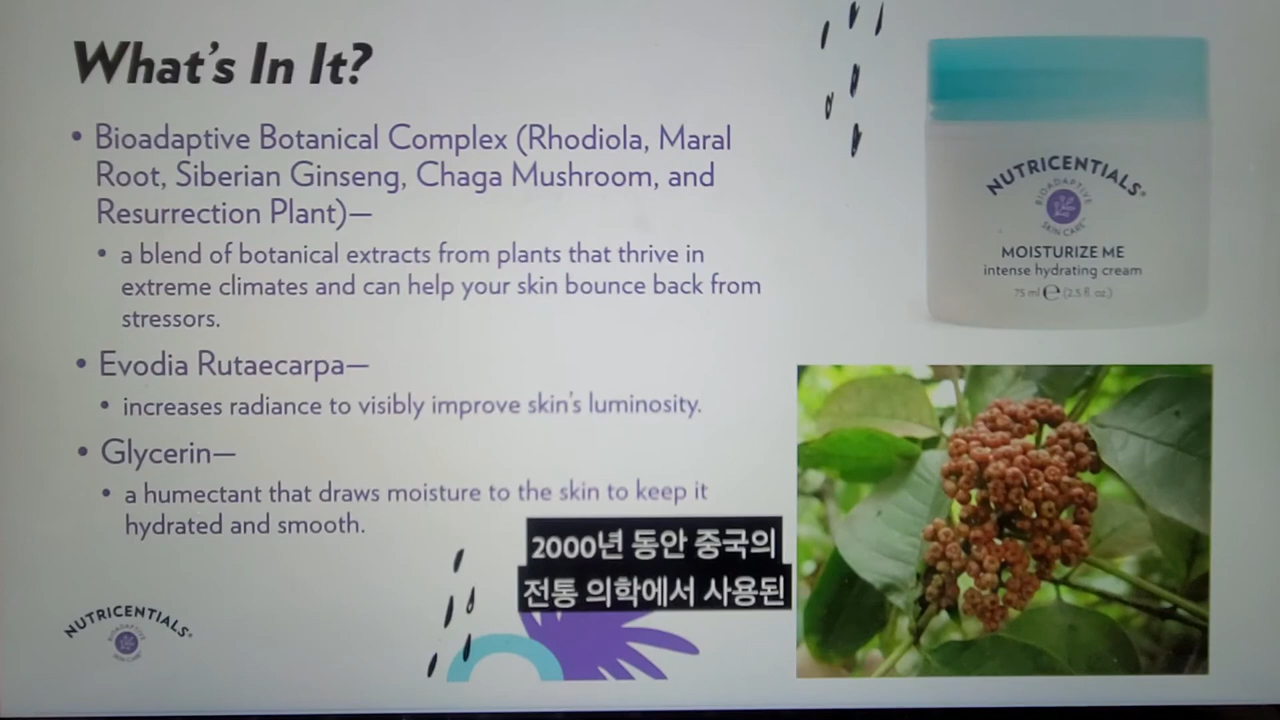 What's In It?
• Bioadaptive Botanical Complex (Rhodiola, Maral
Root, Siberian Ginseng, Chaga Mushroom, and
Resurrection Plant)—
• a blend of botanical extracts from plants that thrive in
extreme climates and can help your skin bounce back from
stressors.
• Evodia Rutaecarpa—
• increases radiance to visibly improve skin's luminosity.
• Glycerin—
• a humectant that draws moisture to the skin to keep it
hydrated and smooth.
2000년 동안 중국의
전통 의학에서 사용된
NUTRICENTIALS®
BIOADAPTIVE
SKIN CARE™
MOISTURIZE ME
intense hydrating cream
75 ml e (2.5 fl. oz.)
NUTRICENTIALS®
BIOADAPTIVE
SKIN CARE